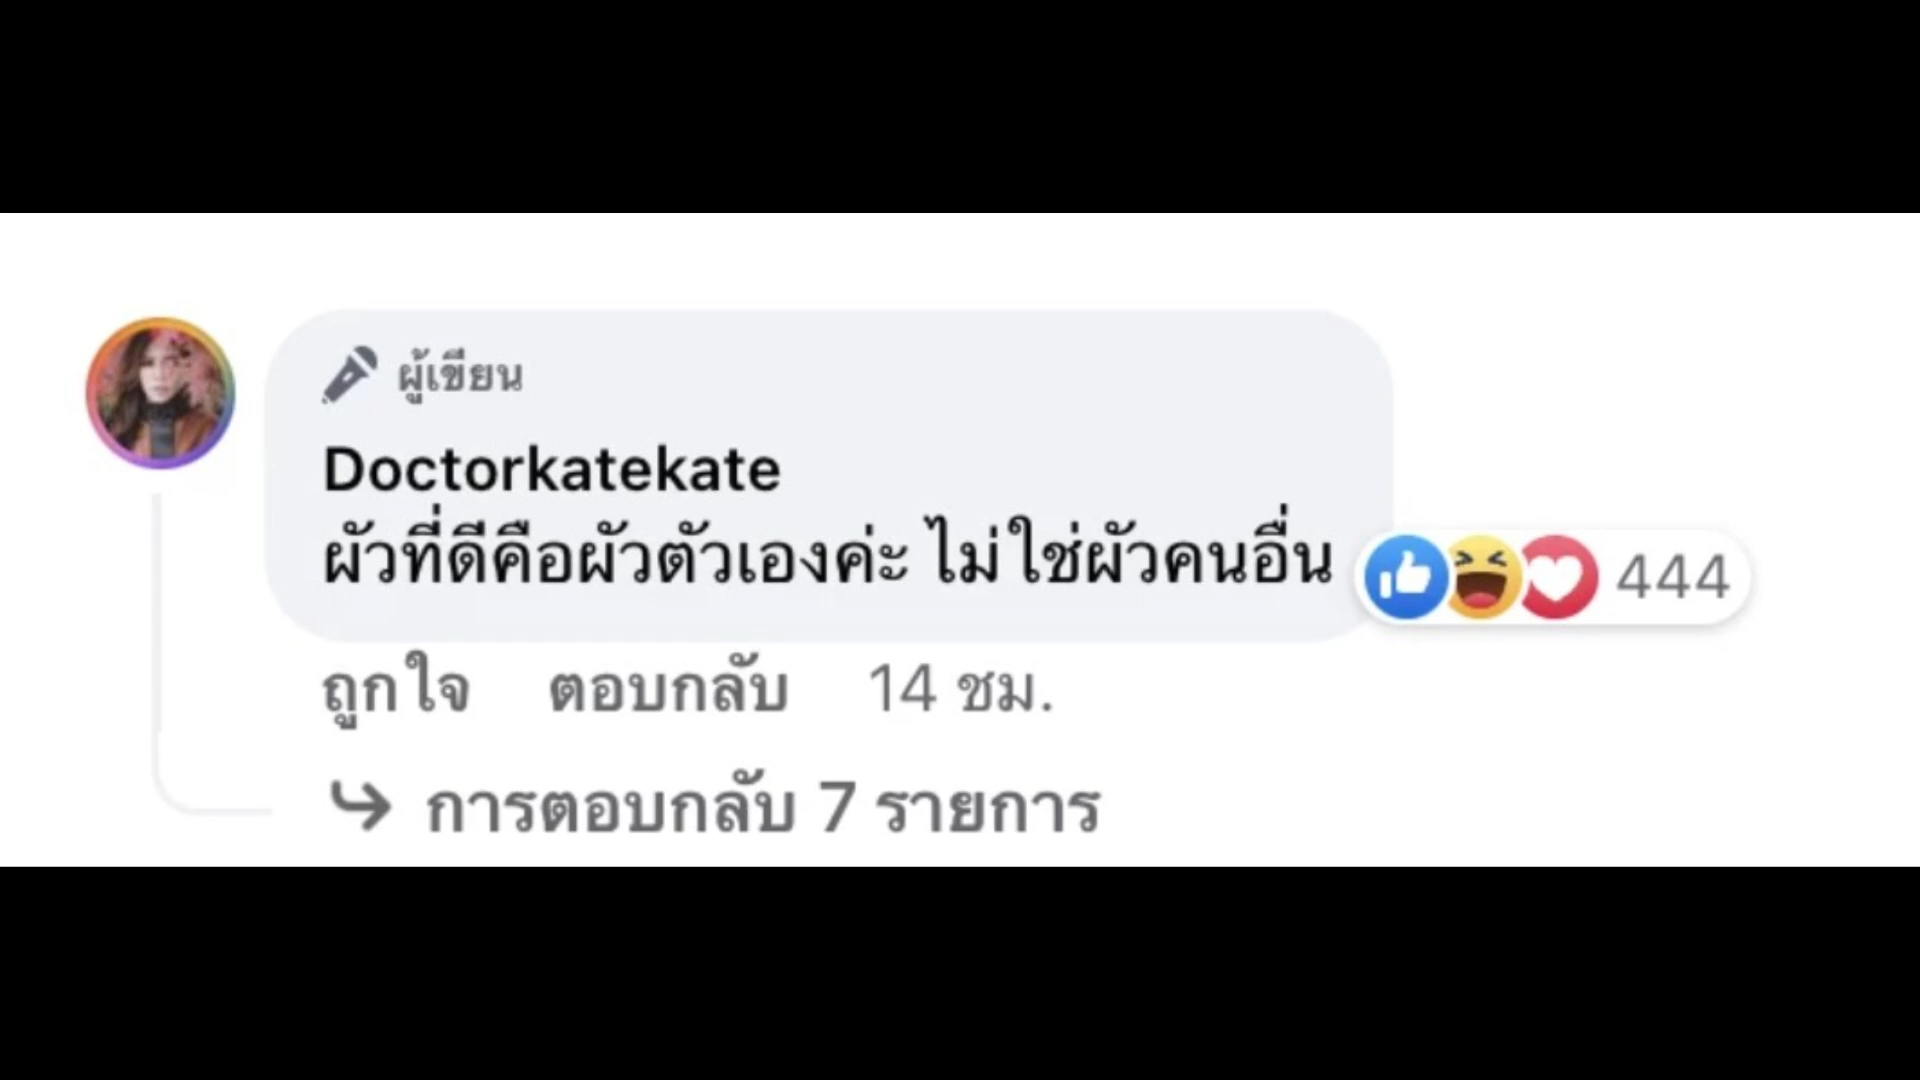 ผู้เขียน
Doctorkatekate
ผัวที่ดีคือผัวตัวเองค่ะ ไม่ใช่ผัวคนอื่น
444
ถูกใจ ตอบกลับ 14 ชม.
การตอบกลับ 7 รายการ